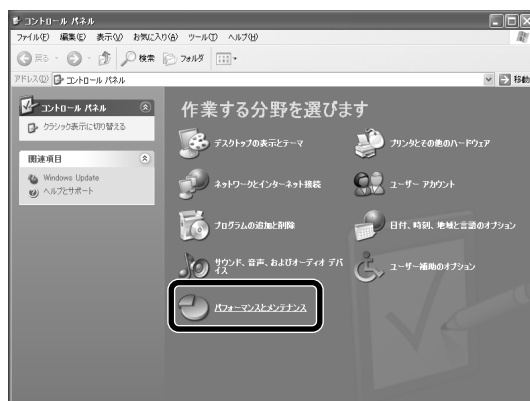 コントロール パネル
ファイル(F) 編集(E) 表示(V) お気に入り(A) ツール(T) ヘルプ(H)
戻る 検索 フォルダ
アドレス(D) コントロール パネル 移動
コントロール パネル
クラシック表示に切り替える
関連項目
Windows Update
ヘルプとサポート
作業する分野を選びます
デスクトップの表示とテーマ
プリンタとその他のハードウェア
ネットワークとインターネット接続
ユーザー アカウント
プログラムの追加と削除
日付、時刻、地域と言語のオプション
サウンド、音声、およびオーディオ デバ
イス
ユーザー補助のオプション
パフォーマンスとメンテナンス